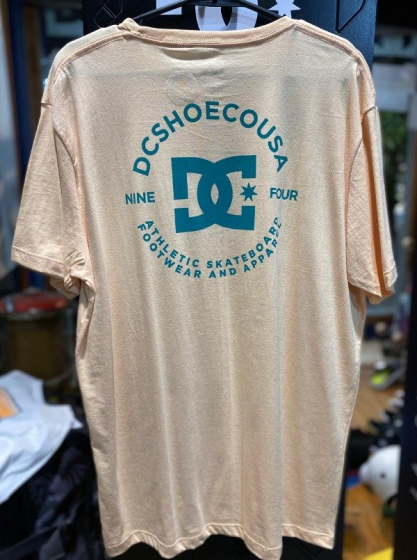 DCSHOECOUSA
DC
NINE FOUR
ATHLETIC SKATEBOARD
FOOTWEAR AND APPAREL